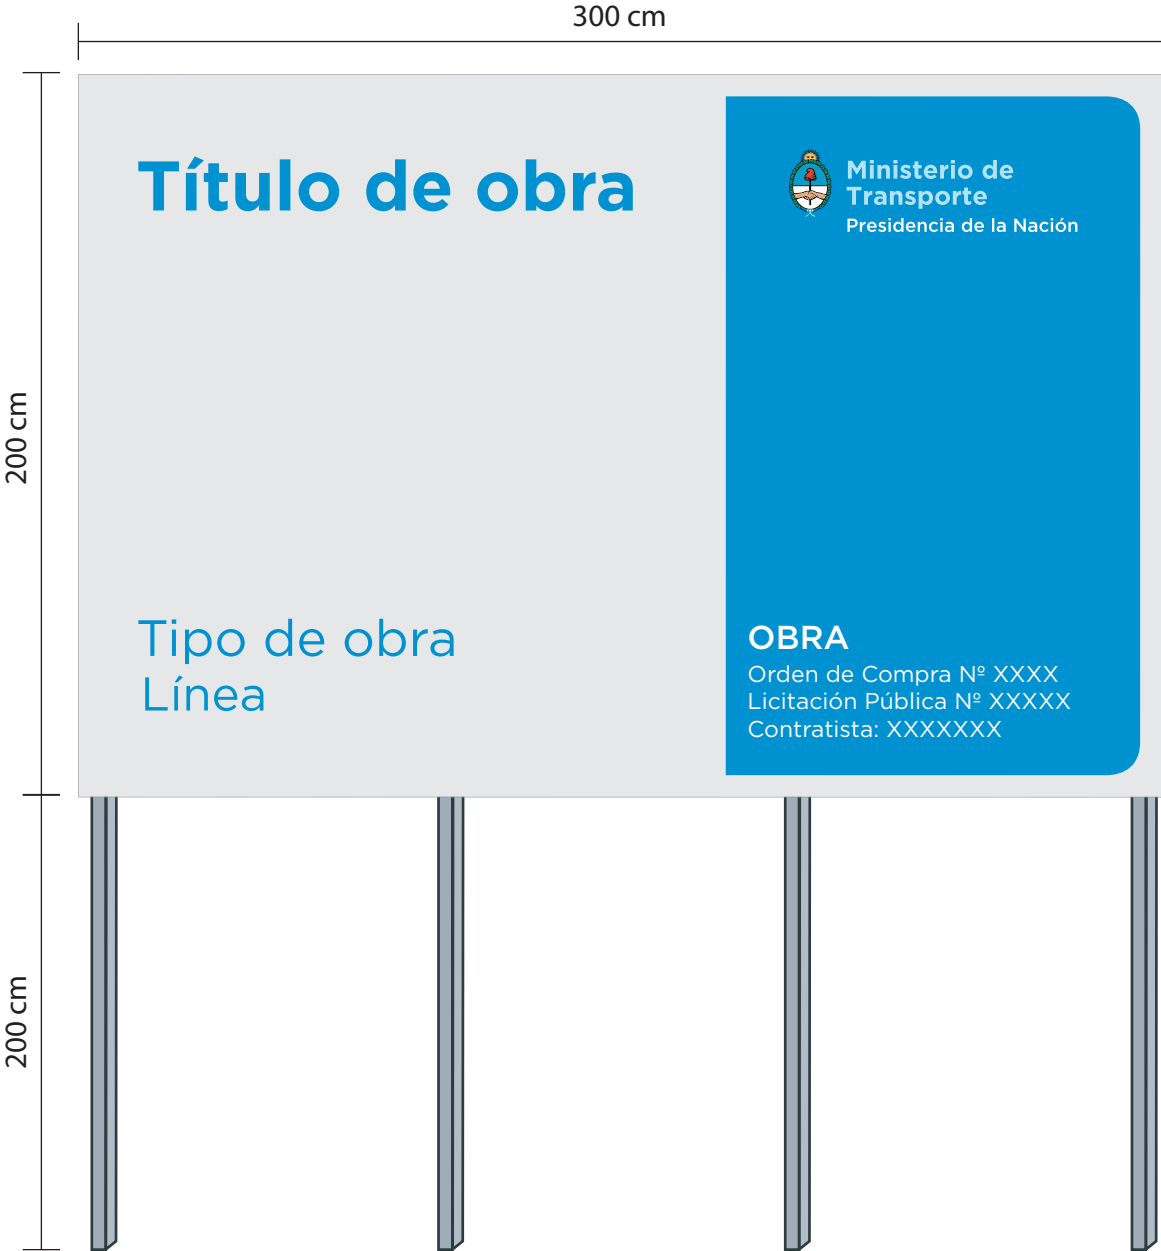 300 cm
200 cm
Título de obra
Ministerio de
Transporte
Presidencia de la Nación
Tipo de obra
Línea
OBRA
Orden de Compra Nº XXXX
Licitación Pública Nº XXXXX
Contratista: XXXXXXX
200 cm